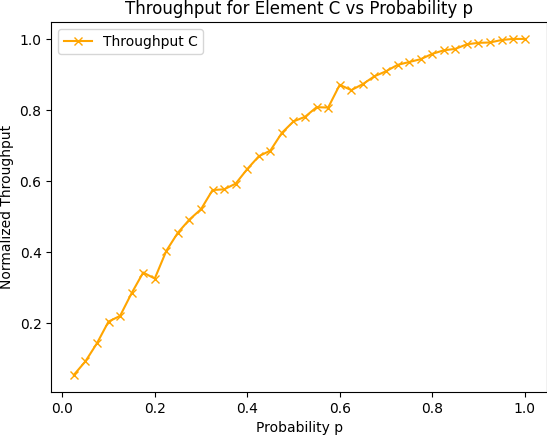 Throughput for Element C vs Probability p
Throughput C
Normalized Throughput
1.0
0.8
0.6
0.4
0.2
0.0
0.2
0.4
0.6
0.8
1.0
Probability p